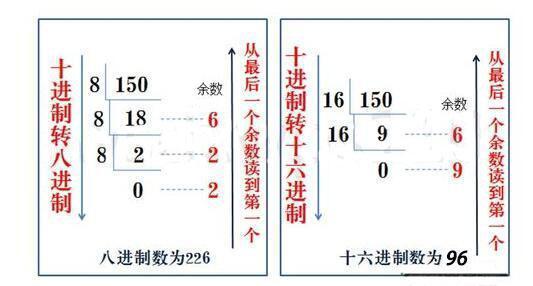 十进制转八进制
8 150 余数
8 18 6
8 2 2
0 2
从最后一个余数读到第一个
八进制数为226
十进制转十六进制
16 150 余数
16 9 6
0 9
从最后一个余数读到第一个
十六进制数为 96